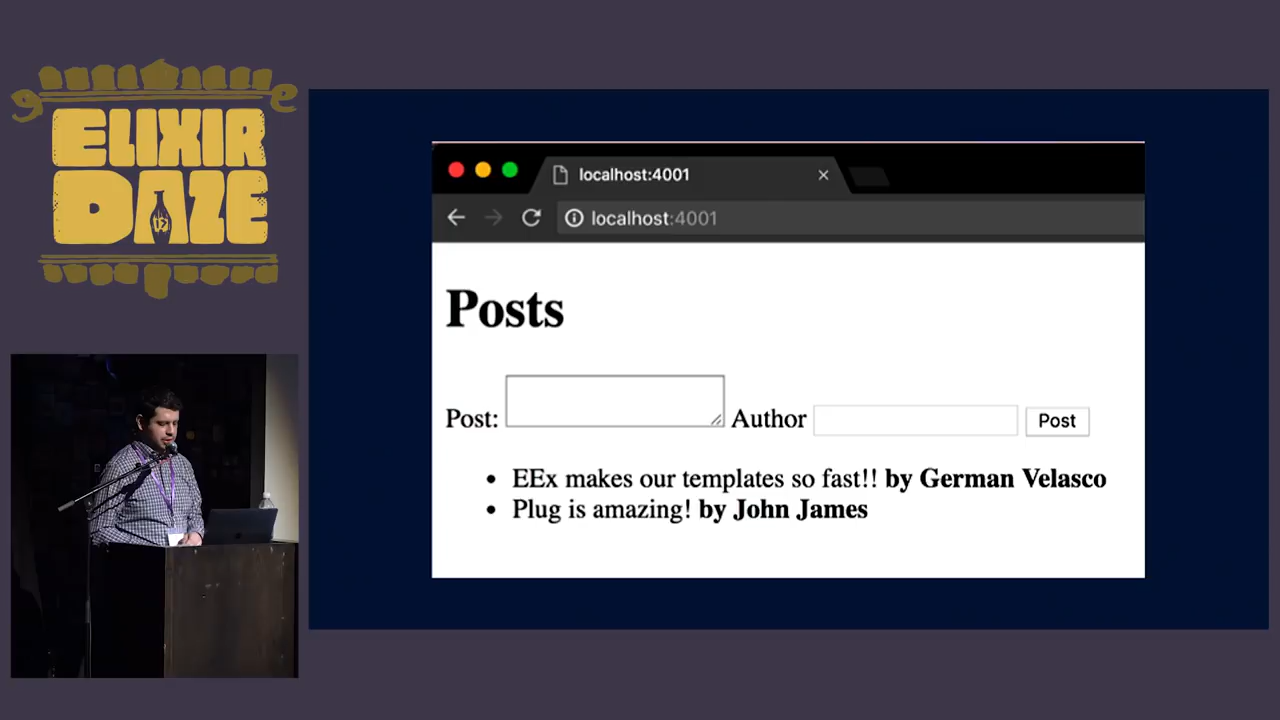 ELIXIR
DAZE
localhost:4001
localhost:4001
Posts
Post:
Author
Post
EEx makes our templates so fast!! by German Velasco
Plug is amazing! by John James